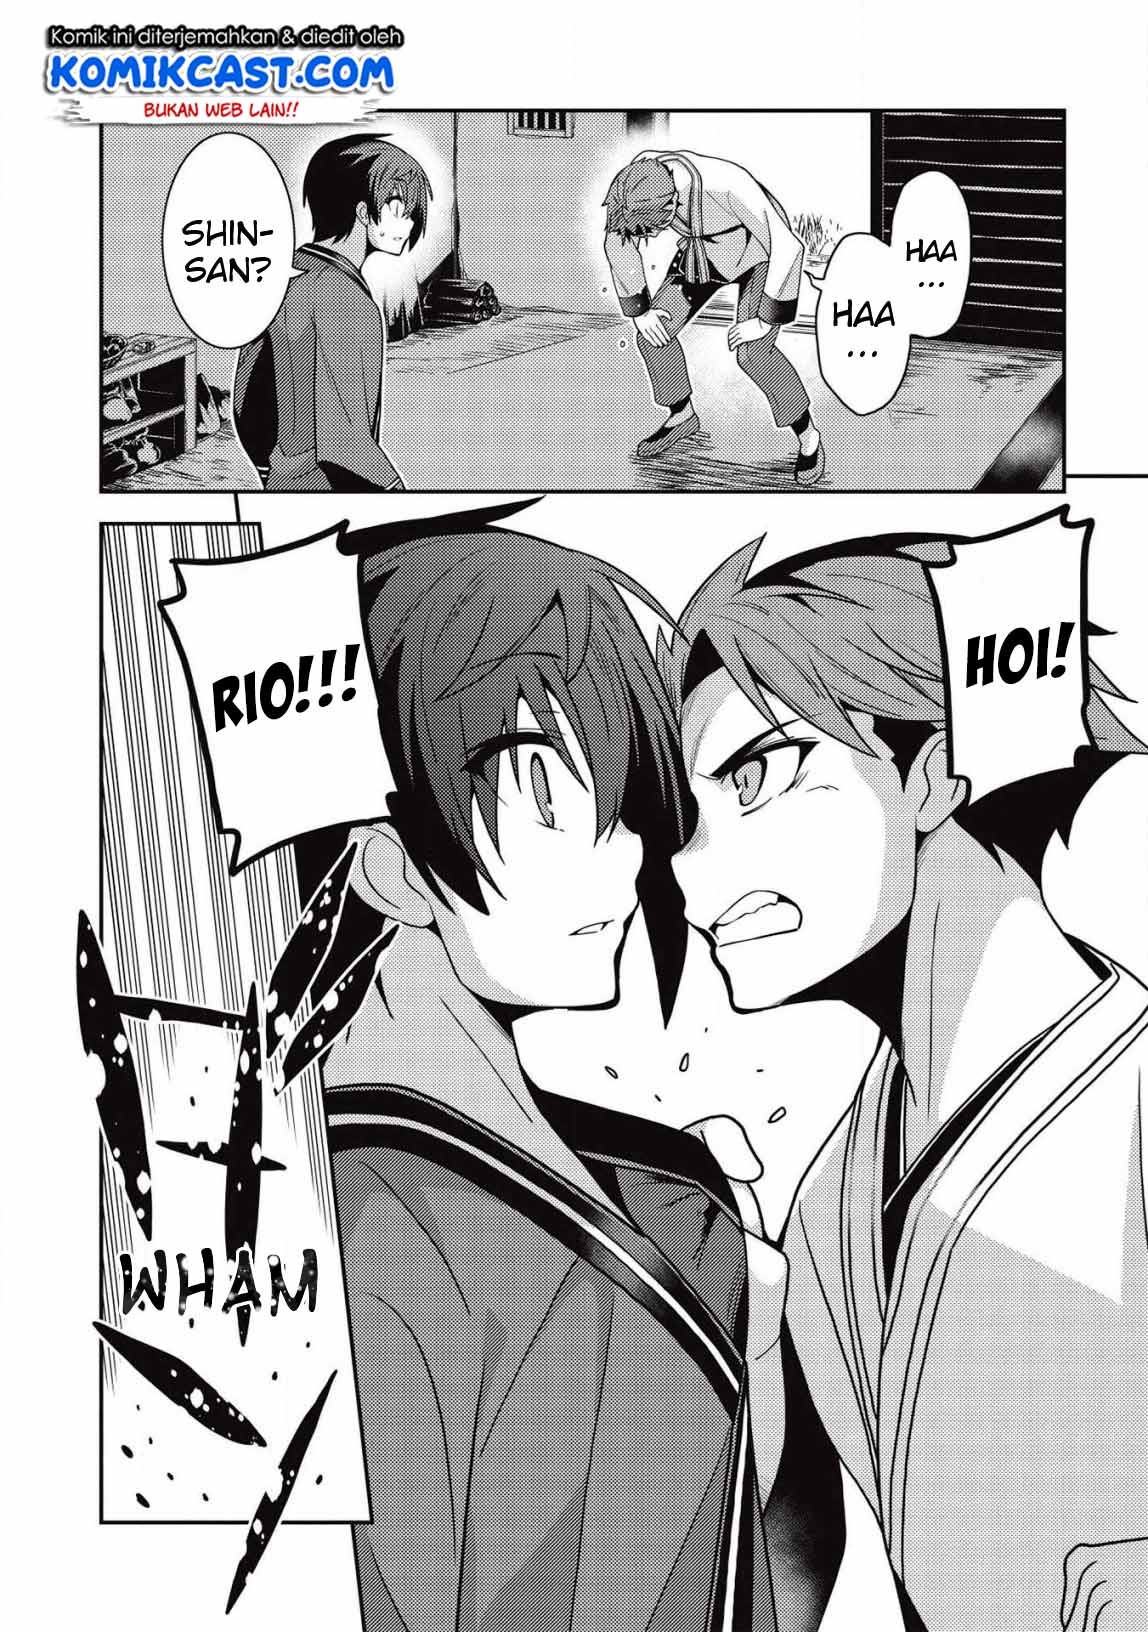 Komik ini diterjemahkan & diedit oleh
KOMIKCAST.COM
BUKAN WEB LAIN!!
SHIN-
SAN?
HAA
...
HAA
...
HOI!
RIO!!!
WHAM